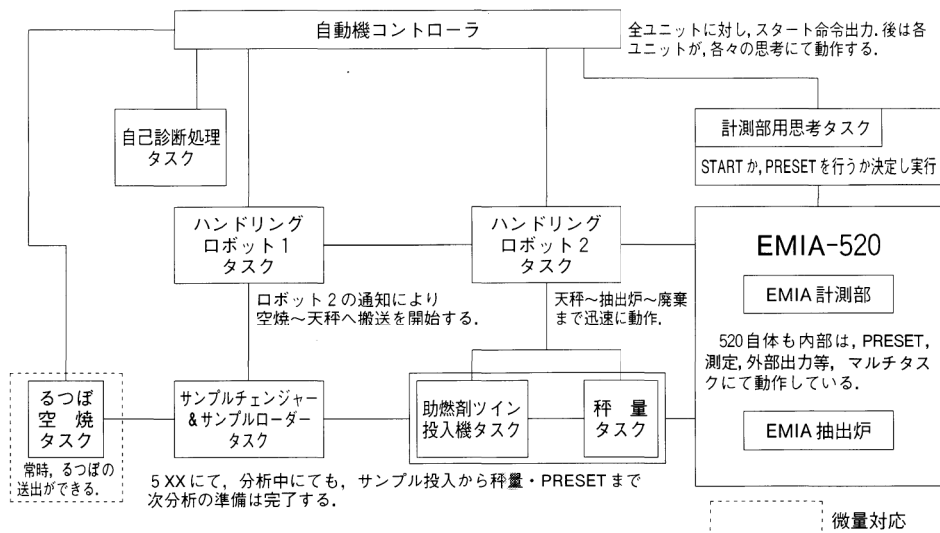 自動機コントローラ
全ユニットに対し,スタート命令出力.後は各
ユニットが,各々の思考にて動作する.
自己診断処理
タスク
計測部用思考タスク
STARTか,PRESETを行うか決定し実行
ハンドリング
ロボット1
タスク
ハンドリング
ロボット2
タスク
EMIA-520
EMIA計測部
ロボット2の通知により
空焼～天秤へ搬送を開始する.
天秤～抽出炉～廃棄
まで迅速に動作.
520自体も内部は,PRESET,
測定,外部出力等,マルチタス
クにて動作している.
るつぼ
空焼
タスク
サンプルチェンジャー
&サンプルローダー
タスク
助燃剤ツイン
投入機タスク
秤量
タスク
EMIA抽出炉
常時,るつぼの
送出ができる.
5XXにて,分析中にても,サンプル投入から秤量・PRESETまで
次分析の準備は完了する.
微量対応